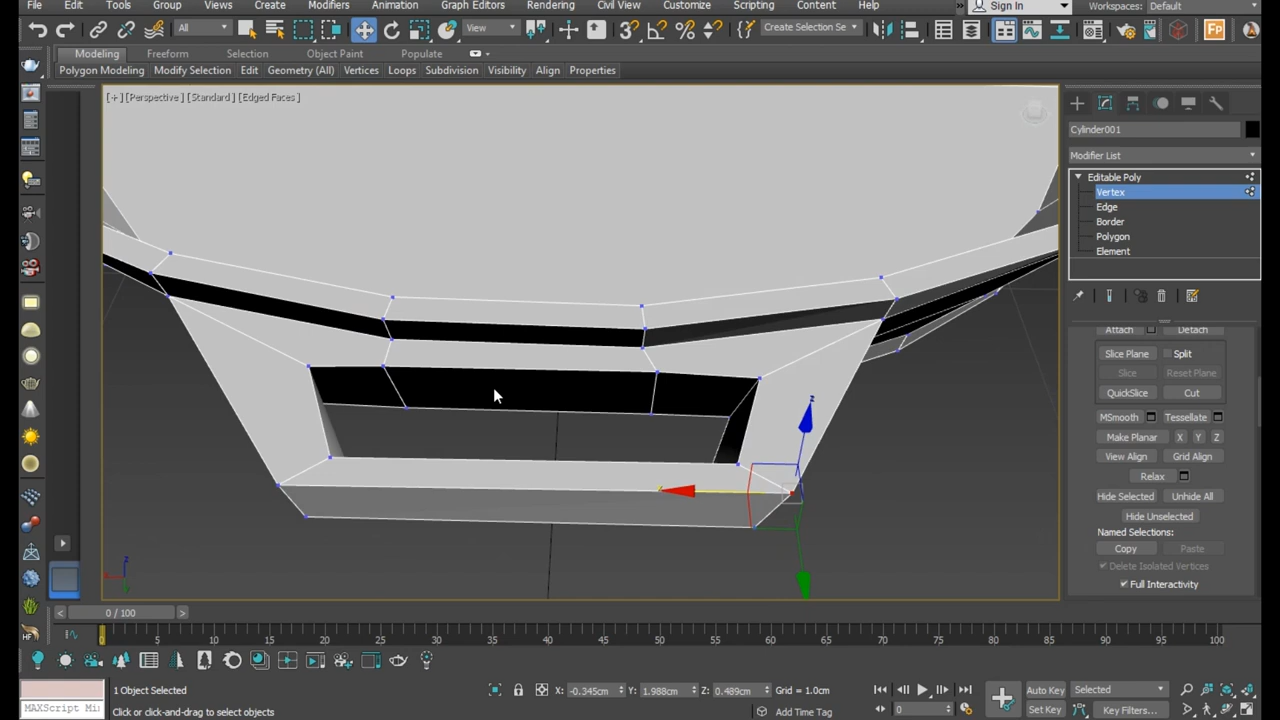 File Edit Tools Group Views Create Modifiers Animation Graph Editors Rendering Civil View Customize Scripting Content Help » Sign In Workspaces: Default
All View Create Selection Se
Modeling Freeform Selection Object Paint Populate
Polygon Modeling Modify Selection Edit Geometry (All) Vertices Loops Subdivision Visibility Align Properties
[+] [Perspective] [Standard] [Edged Faces]
Cylinder001
Modifier List
Editable Poly
Vertex
Edge
Border
Polygon
Element
Attach Detach
Slice Plane Split
Slice Reset Plane
QuickSlice Cut
MSmooth Tessellate
Make Planar X Y Z
View Align Grid Align
Relax
Hide Selected Unhide All
Hide Unselected
Named Selections:
Copy Paste
Delete Isolated Vertices
Full Interactivity
< 0 / 100 >
0 5 10 15 20 25 30 35 40 45 50 55 60 65 70 75 80 85 90 95 100
1 Object Selected X: -0.345cm Y: 1.988cm Z: 0.489cm Grid = 1.0cm Auto Key Selected
MAXScript Mi Click or click-and-drag to select objects Add Time Tag 0 Set Key Key Filters...